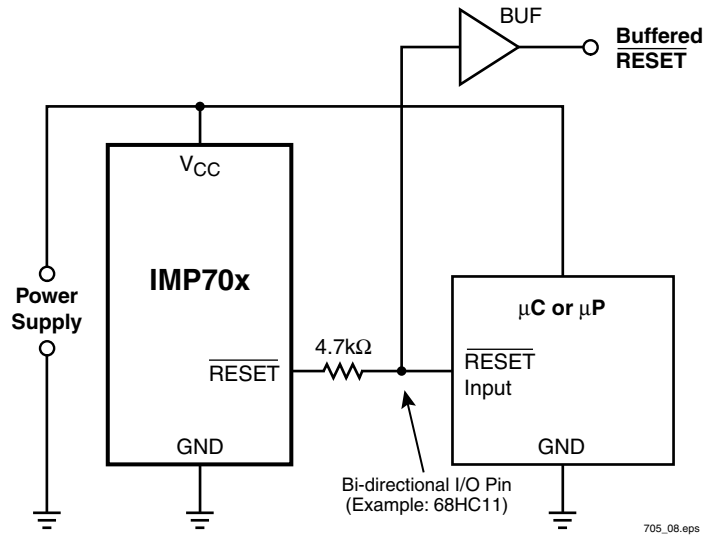 BUF
Buffered
RESET
VCC
IMP70x
Power
Supply
μC or μP
4.7kΩ
RESET
RESET
Input
GND
GND
Bi-directional I/O Pin
(Example: 68HC11)
705_08.eps